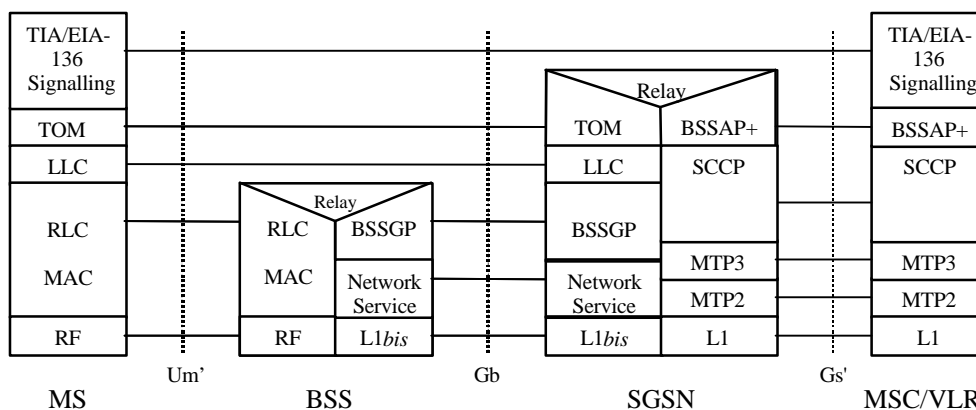 TIA/EIA-
136
Signalling
TIA/EIA-
136
Signalling
Relay
TOM
TOM
BSSAP+
BSSAP+
LLC
LLC
SCCP
SCCP
Relay
RLC
RLC
BSSGP
BSSGP
MAC
MAC
Network
Service
Network
Service
MTP3
MTP3
MTP2
MTP2
RF
RF
L1bis
L1bis
L1
L1
Um’
Gb
Gs'
MS
BSS
SGSN
MSC/VLR